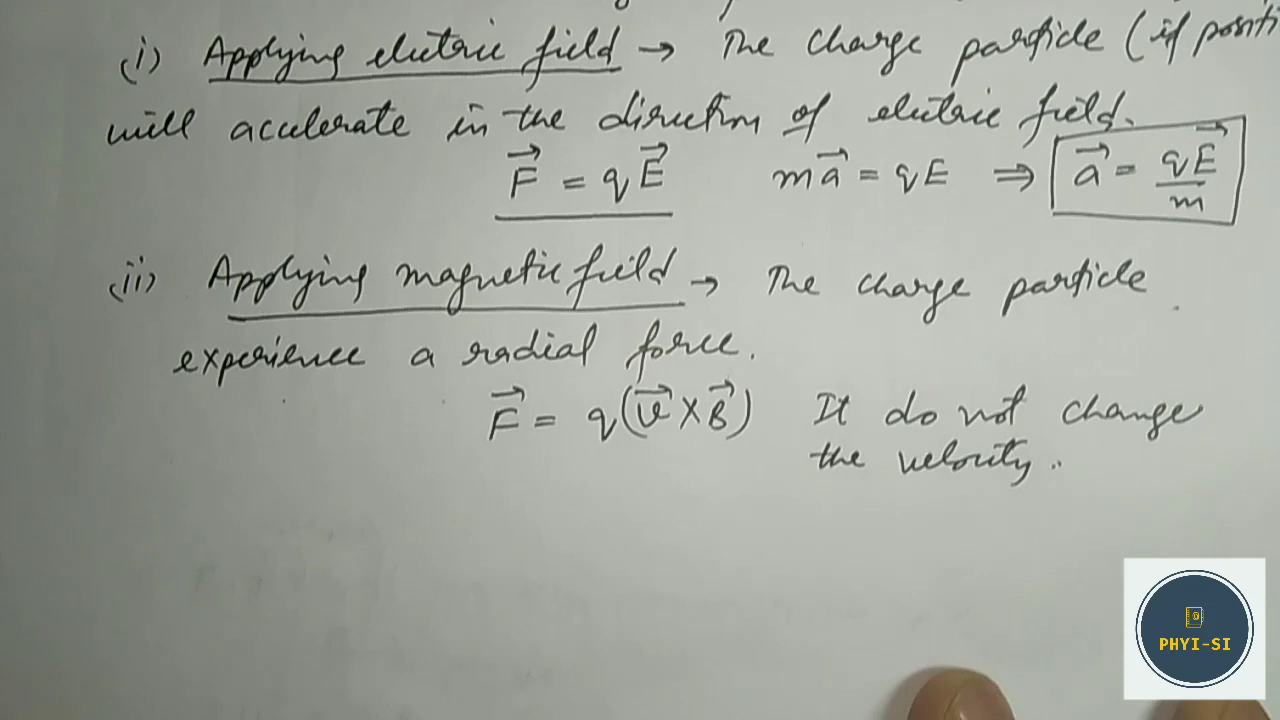 (i) Applying electric field → The charge particle (if positi
will accelerate in the direction of electric field.
F⃗ = qE⃗ ma⃗ = qE ⇒ a⃗ = qE⃗/m
(ii) Applying magnetic field → The charge particle
experience a radial force.
F⃗ = q(v⃗ × B⃗) It do not change
the velocity.
PHYI-SI